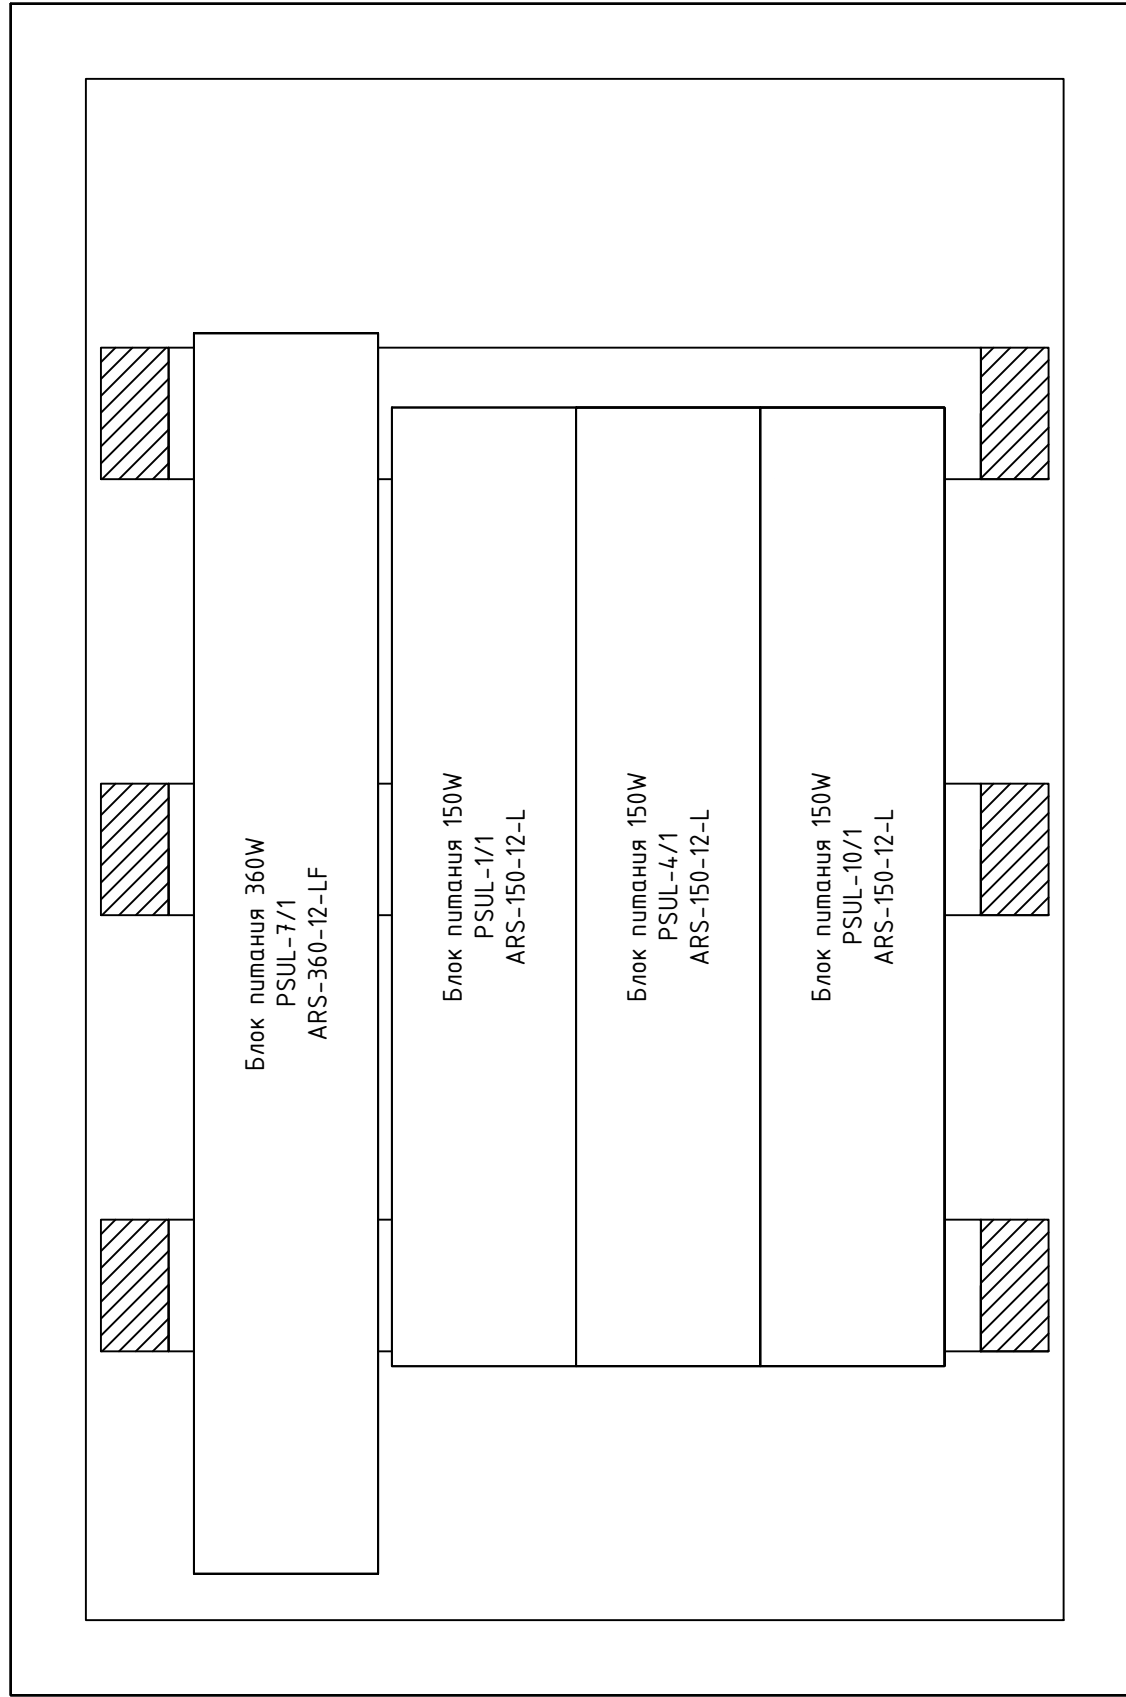 Блок питания 360W
PSUL-7/1
ARS-360-12-LF
Блок питания 150W
PSUL-1/1
ARS-150-12-L
Блок питания 150W
PSUL-4/1
ARS-150-12-L
Блок питания 150W
PSUL-10/1
ARS-150-12-L